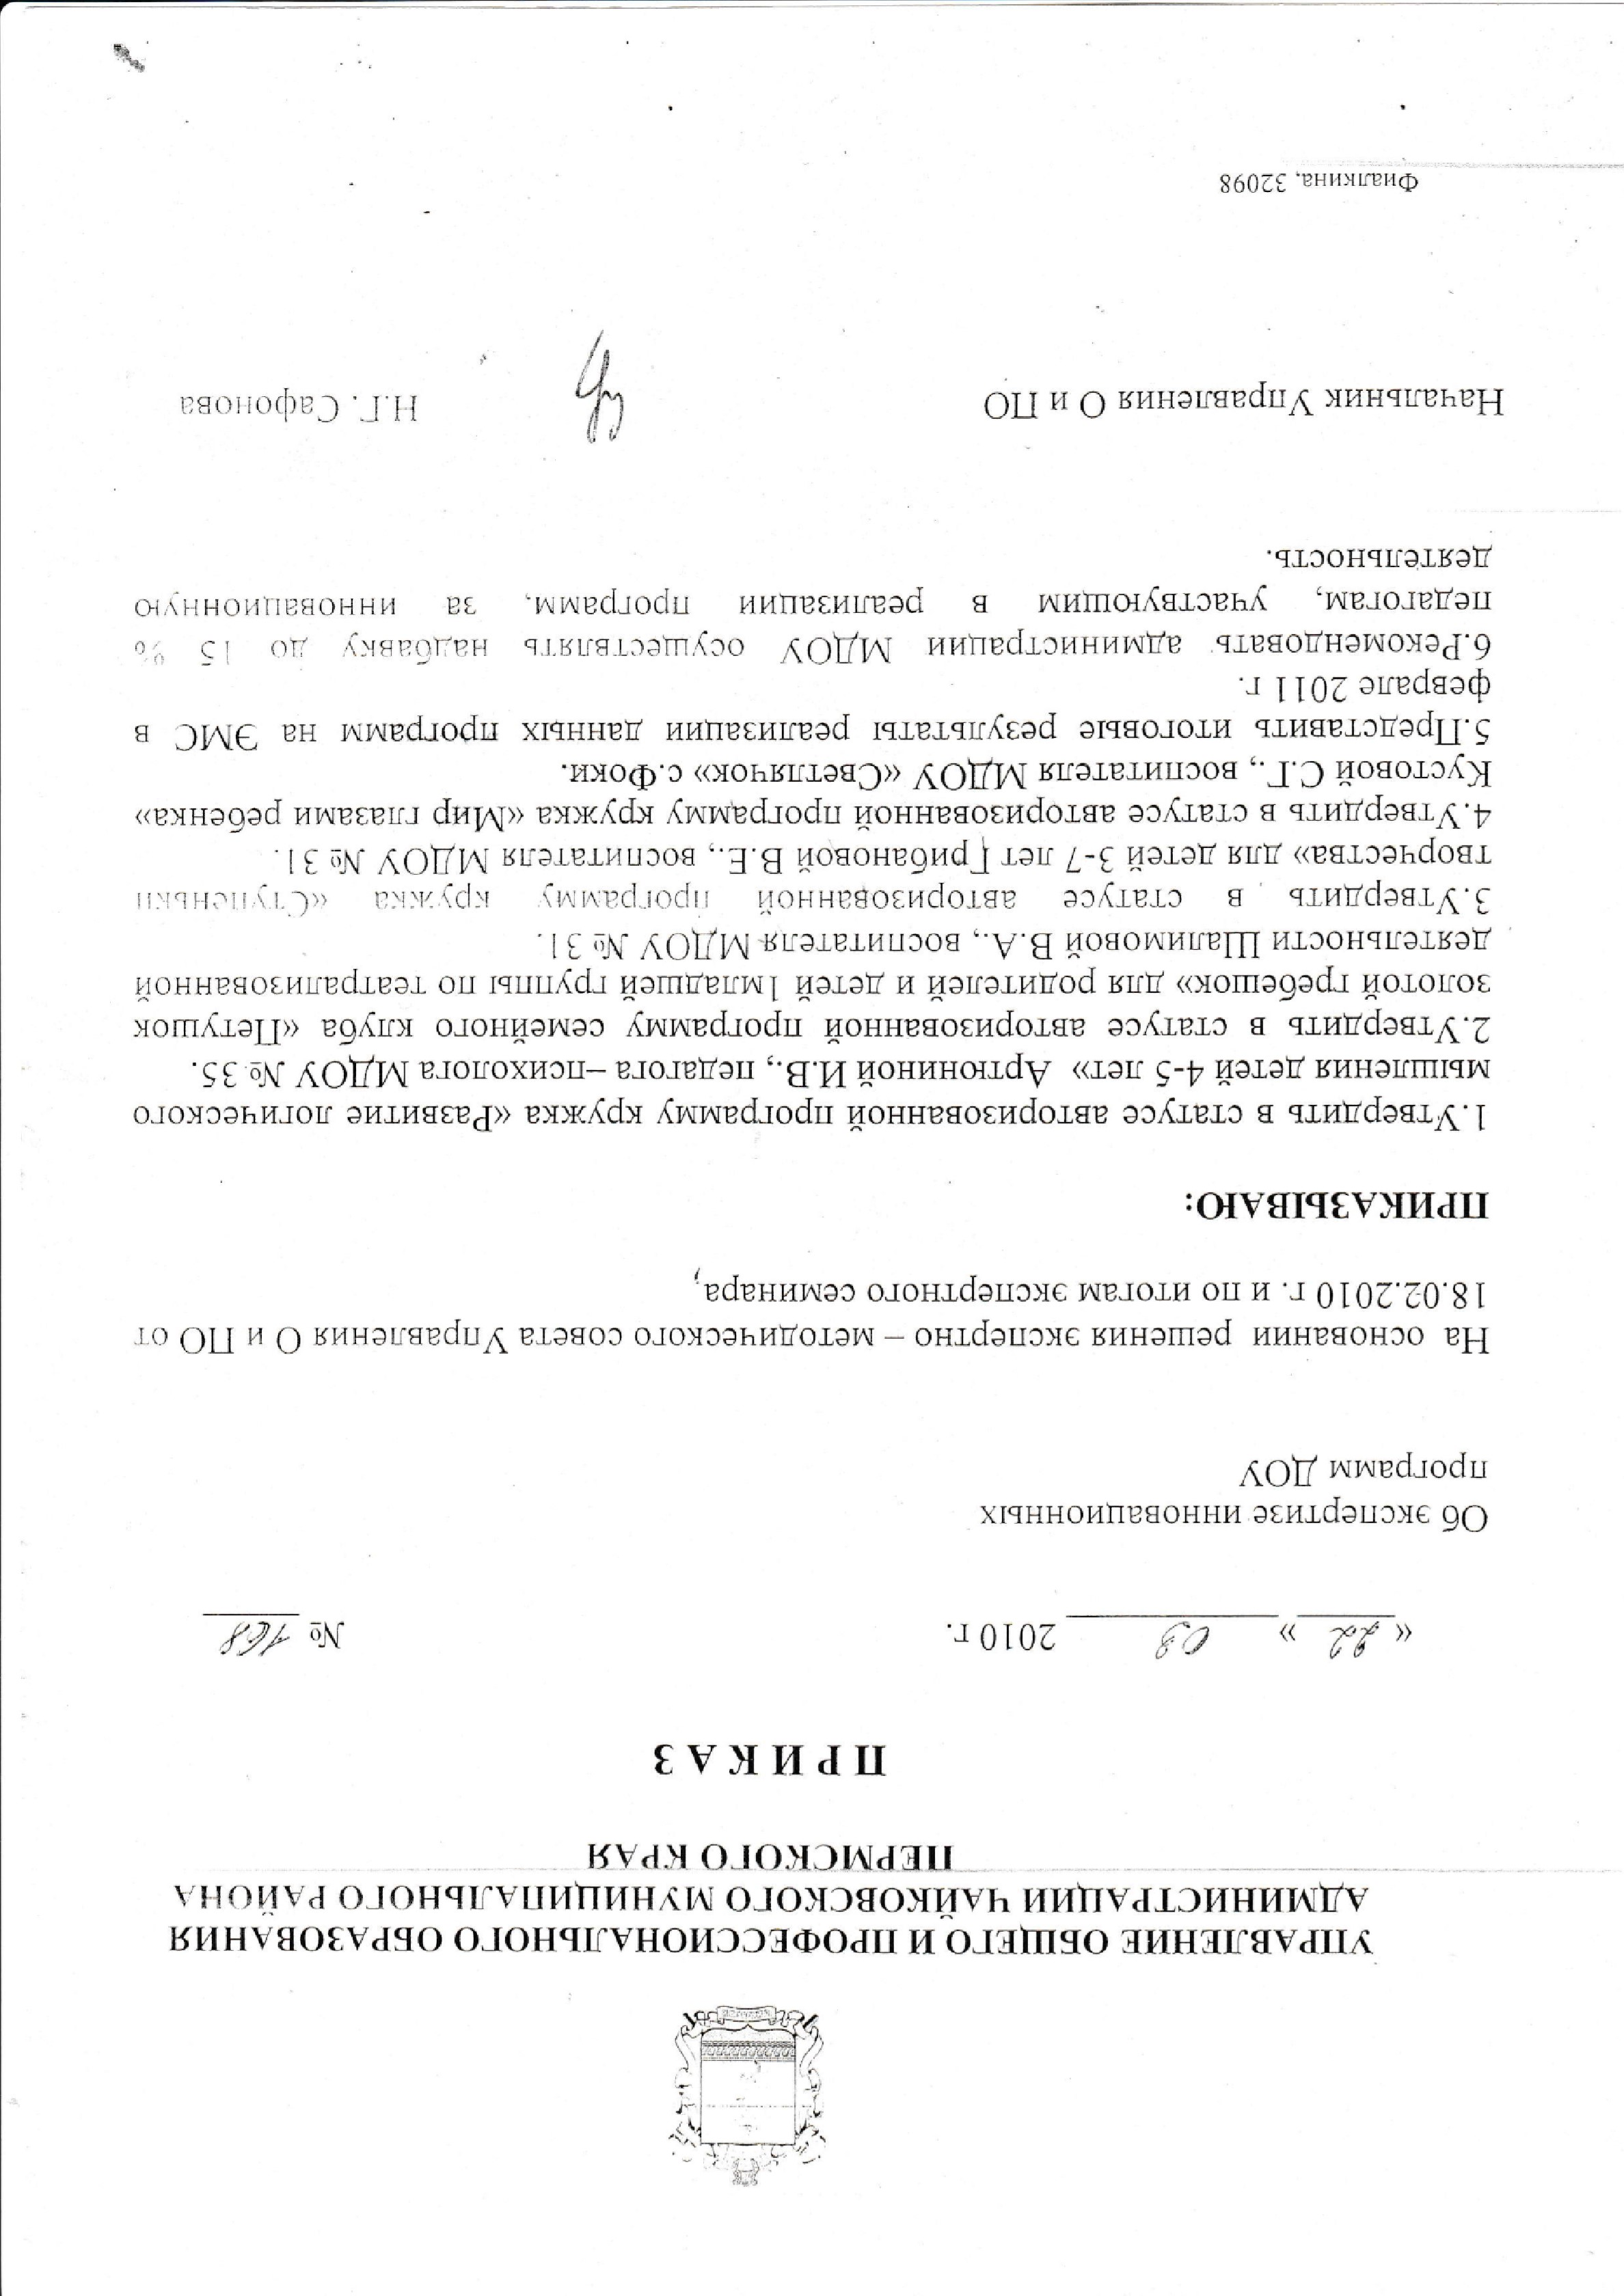 УПРАВЛЕНИЕ ОБЩЕГО И ПРОФЕССИОНАЛЬНОГО ОБРАЗОВАНИЯ
АДМИНИСТРАЦИИ ЧАЙКОВСКОГО МУНИЦИПАЛЬНОГО РАЙОНА
ПЕРМСКОГО КРАЯ
П Р И К А З
« 22 » 03 2010 г. № 168
Об экспертизе инновационных
программ ДОУ
На основании решения экспертно – методического совета Управления О и ПО от
18.02.2010 г. и по итогам экспертного семинара,
ПРИКАЗЫВАЮ:
1.Утвердить в статусе авторизованной программу кружка «Развитие логического
мышления детей 4-5 лет» Артюниной И.В., педагога –психолога МДОУ № 35.
2.Утвердить в статусе авторизованной программу семейного клуба «Петушок
золотой гребешок» для родителей и детей 1младшей группы по театрализованной
деятельности Шалимовой В.А., воспитателя МДОУ № 31.
3.Утвердить в статусе авторизованной программу кружка «Ступеньки
творчества» для детей 3-7 лет Грибановой В.Е., воспитателя МДОУ № 31.
4.Утвердить в статусе авторизованной программу кружка «Мир глазами ребенка»
Кустовой С.Г., воспитателя МДОУ «Светлячок» с.Фоки.
5.Представить итоговые результаты реализации данных программ на ЭМС в
феврале 2011 г.
6.Рекомендовать администрации МДОУ осуществлять надбавку до 15 %
педагогам, участвующим в реализации программ, за инновационную
деятельность.
Начальник Управления О и ПО Н.Г. Сафонова
Фиалкина, 32098